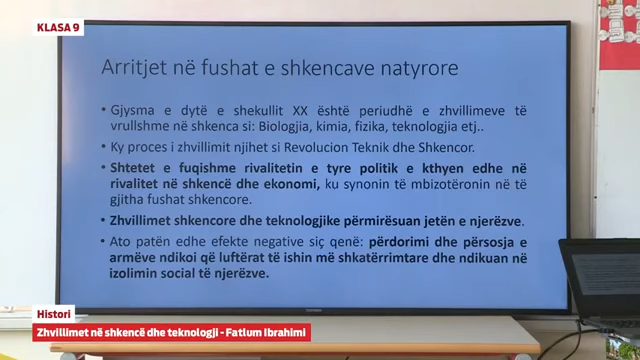 KLASA 9
Arritjet në fushat e shkencave natyrore
• Gjysma e dytë e shekullit XX është periudhë e zhvillimeve të
vrullshme në shkenca si: Biologjia, kimia, fizika, teknologjia etj..
• Ky proces i zhvillimit njihet si Revolucion Teknik dhe Shkencor.
• Shtetet e fuqishme rivalitetin e tyre politik e kthyen edhe në
rivalitet në shkencë dhe ekonomi, ku synonin të mbizotëronin në të
gjitha fushat shkencore.
• Zhvillimet shkencore dhe teknologjike përmirësuan jetën e njerëzve.
• Ato patën edhe efekte negative siç qenë: përdorimi dhe përsosja e
armëve ndikoi që luftërat të ishin më shkatërrimtare dhe ndikuan në
izolimin social të njerëzve.
Histori
Zhvillimet në shkencë dhe teknologji - Fatlum Ibrahimi